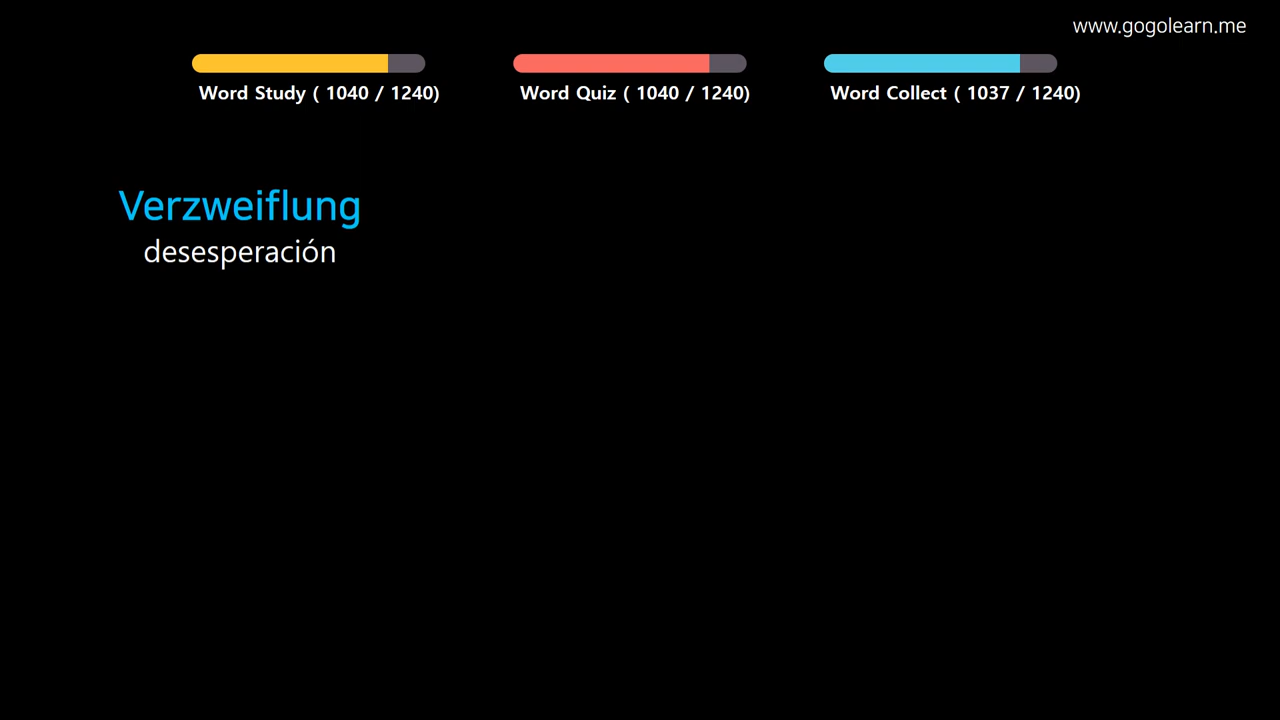 www.gogolearn.me
Word Study ( 1040 / 1240)
Word Quiz ( 1040 / 1240)
Word Collect ( 1037 / 1240)
Verzweiflung
desesperación